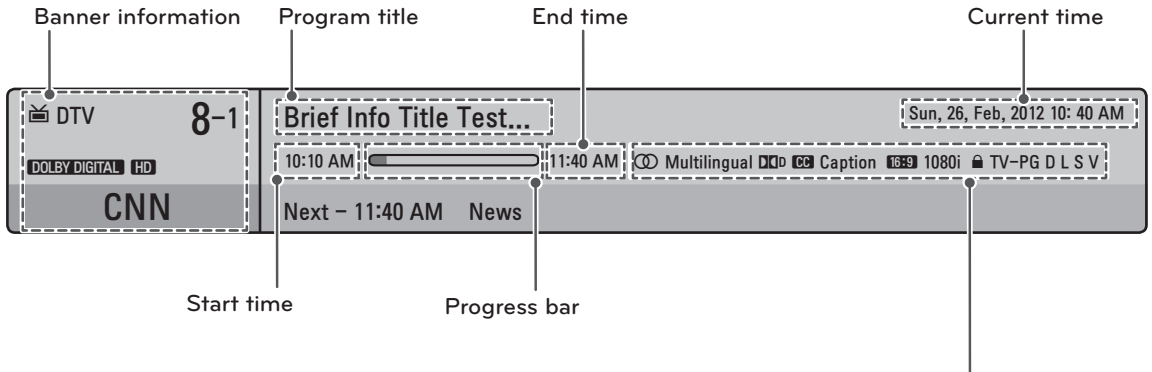 Banner information Program title End time Current time
DTV 8-1 Brief Info Title Test... Sun, 26, Feb, 2012 10: 40 AM
DOLBY DIGITAL HD 10:10 AM 11:40 AM Multilingual DD CC Caption 16:9 1080i TV-PG D L S V
CNN Next - 11:40 AM News
Start time Progress bar